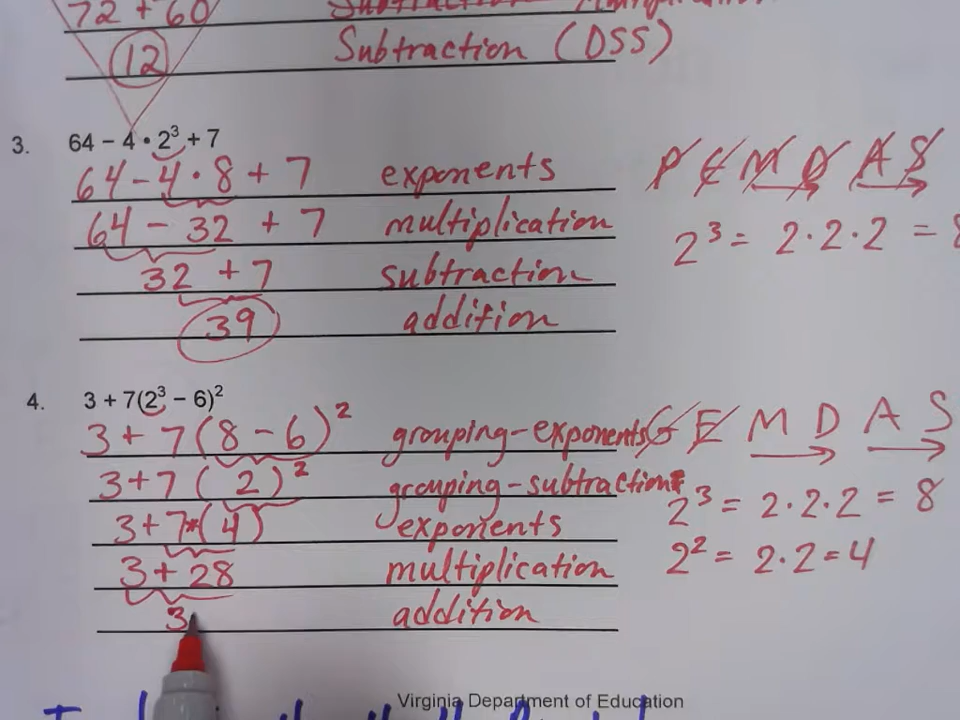 72 + 60
12 Subtraction (DSS)
3. 64 – 4 • 2³ + 7
64 - 4 • 8 + 7 exponents P E M D A S
64 - 32 + 7 multiplication 2³ = 2 • 2 • 2 = 8
32 + 7 subtraction
39 addition
4. 3 + 7(2³ – 6)²
3 + 7 (8 - 6)² grouping-exponents G E M D A S
3 + 7 (2)² grouping-subtraction 2³ = 2 • 2 • 2 = 8
3 + 7 • (4) exponents 2² = 2 • 2 = 4
3 + 28 multiplication
3 addition
Virginia Department of Education